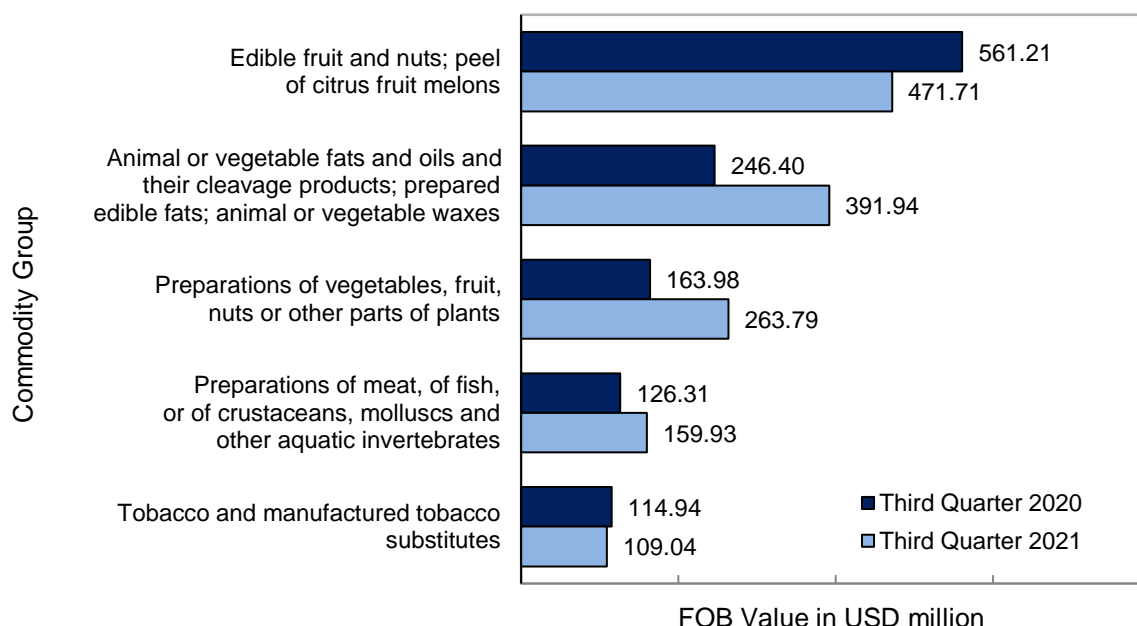 Commodity Group
Edible fruit and nuts; peel
of citrus fruit melons
561.21
471.71
Animal or vegetable fats and oils and
their cleavage products; prepared
edible fats; animal or vegetable waxes
246.40
391.94
Preparations of vegetables, fruit,
nuts or other parts of plants
163.98
263.79
Preparations of meat, of fish,
or of crustaceans, molluscs and
other aquatic invertebrates
126.31
159.93
Tobacco and manufactured tobacco
substitutes
114.94
109.04
Third Quarter 2020
Third Quarter 2021
FOB Value in USD million